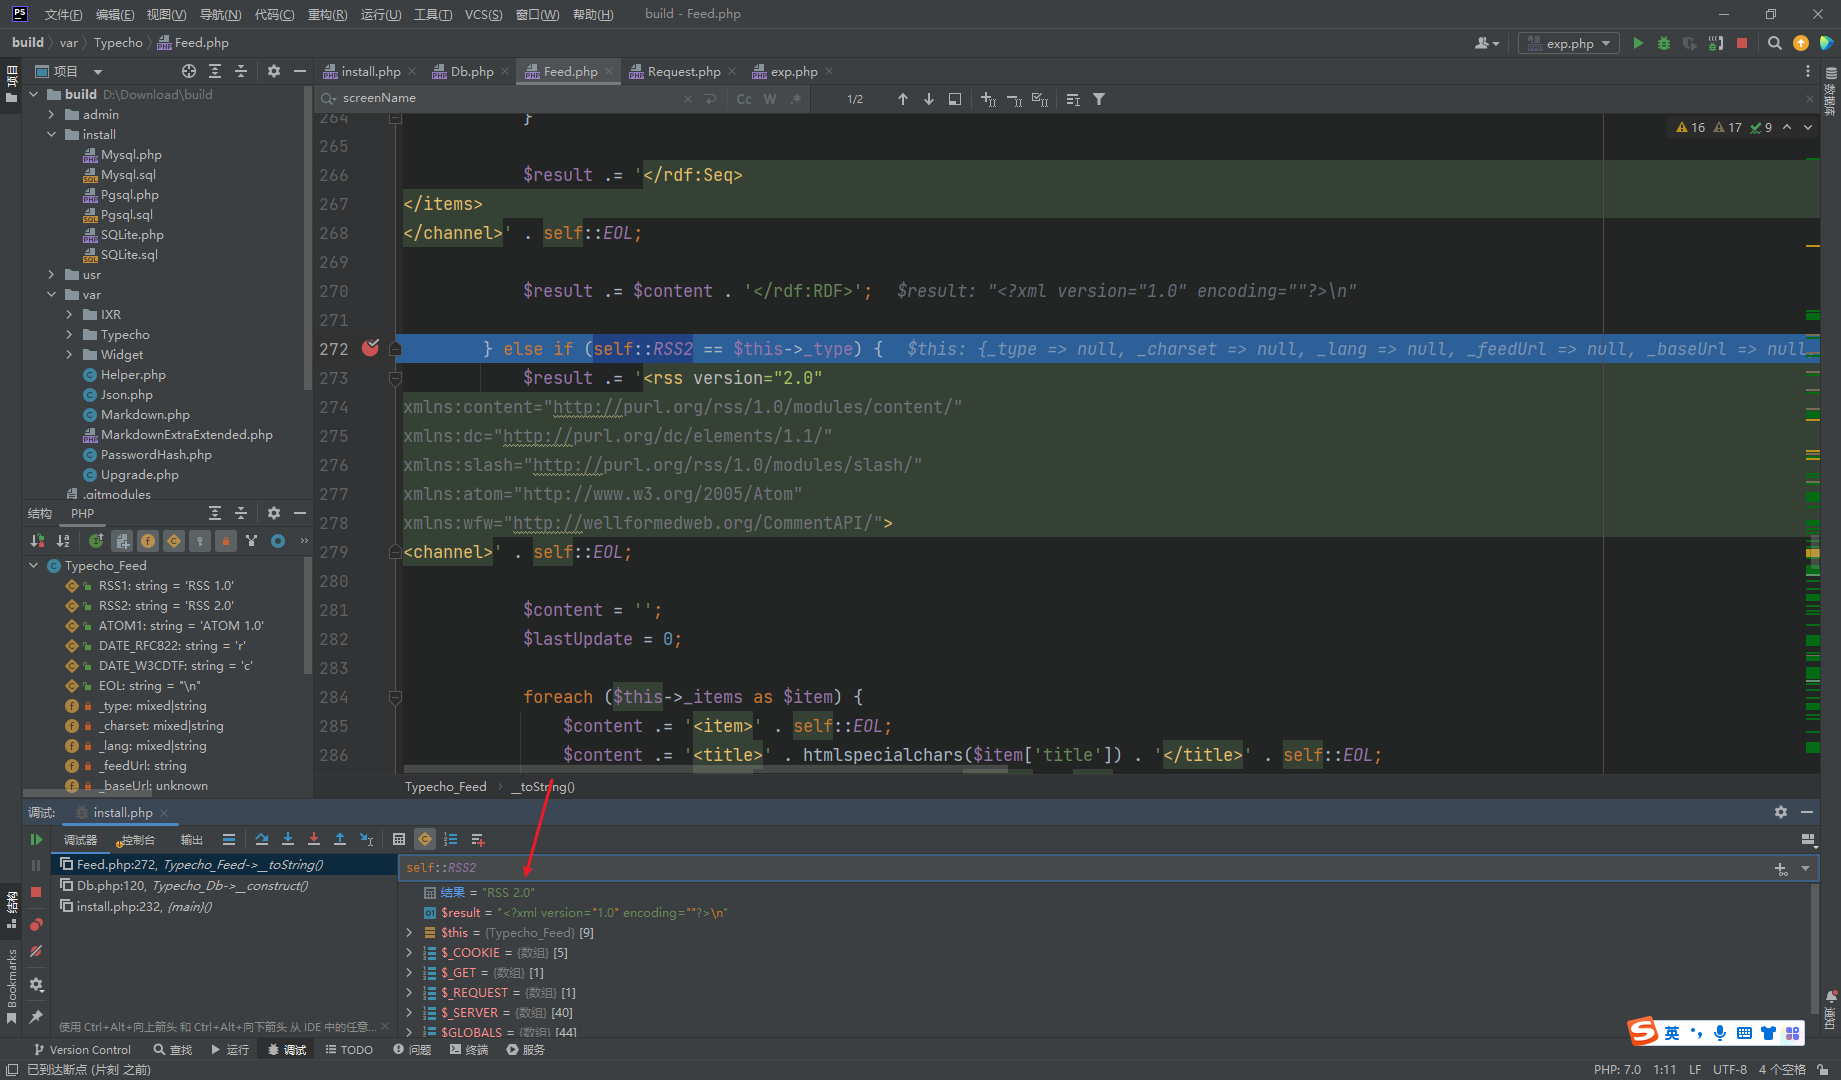 PS 文件(F) 编辑(E) 视图(V) 导航(N) 代码(C) 重构(R) 运行(U) 工具(T) VCS(S) 窗口(W) 帮助(H) build - Feed.php
build var Typecho Feed.php
exp.php
项目
项目
build D:\Download\build
admin
install
Mysql.php
Mysql.sql
Pgsql.php
Pgsql.sql
SQLite.php
SQLite.sql
usr
var
IXR
Typecho
Widget
Helper.php
Json.php
Markdown.php
MarkdownExtraExtended.php
PasswordHash.php
Upgrade.php
.gitmodules
结构 PHP
Typecho_Feed
RSS1: string = 'RSS 1.0'
RSS2: string = 'RSS 2.0'
ATOM1: string = 'ATOM 1.0'
DATE_RFC822: string = 'r'
DATE_W3CDTF: string = 'c'
EOL: string = "\n"
_type: mixed|string
_charset: mixed|string
_lang: mixed|string
_feedUrl: string
_baseUrl: unknown
install.php Db.php Feed.php Request.php exp.php
screenName Cc W .* 1/2
16 17 9
数据库
264 }
265
266 $result .= '</rdf:Seq>
267 </items>
268 </channel>' . self::EOL;
269
270 $result .= $content . '</rdf:RDF>'; $result: "<?xml version="1.0" encoding=""?>\n"
271
272 } else if (self::RSS2 == $this->_type) { $this: {_type => null, _charset => null, _lang => null, _feedUrl => null, _baseUrl => null,
273 $result .= '<rss version="2.0"
274 xmlns:content="http://purl.org/rss/1.0/modules/content/"
275 xmlns:dc="http://purl.org/dc/elements/1.1/"
276 xmlns:slash="http://purl.org/rss/1.0/modules/slash/"
277 xmlns:atom="http://www.w3.org/2005/Atom"
278 xmlns:wfw="http://wellformedweb.org/CommentAPI/">
279 <channel>' . self::EOL;
280
281 $content = '';
282 $lastUpdate = 0;
283
284 foreach ($this->_items as $item) {
285 $content .= '<item>' . self::EOL;
286 $content .= '<title>' . htmlspecialchars($item['title']) . '</title>' . self::EOL;
Typecho_Feed __toString()
调试: install.php
调试器 控制台 输出
Feed.php:272, Typecho_Feed->__toString()
Db.php:120, Typecho_Db->__construct()
install.php:232, {main}()
使用 Ctrl+Alt+向上箭头 和 Ctrl+Alt+向下箭头 从 IDE 中的任意...
self::RSS2
结果 = "RSS 2.0"
$result = "<?xml version="1.0" encoding=""?>\n"
$this = {Typecho_Feed} [9]
$_COOKIE = {数组} [5]
$_GET = {数组} [1]
$_REQUEST = {数组} [1]
$_SERVER = {数组} [40]
$GLOBALS = {数组} [44]
结构
Bookmarks
通知
英
Version Control 查找 运行 调试 TODO 问题 终端 服务
已到达断点 (片刻 之前)
PHP: 7.0 1:11 LF UTF-8 4 个空格